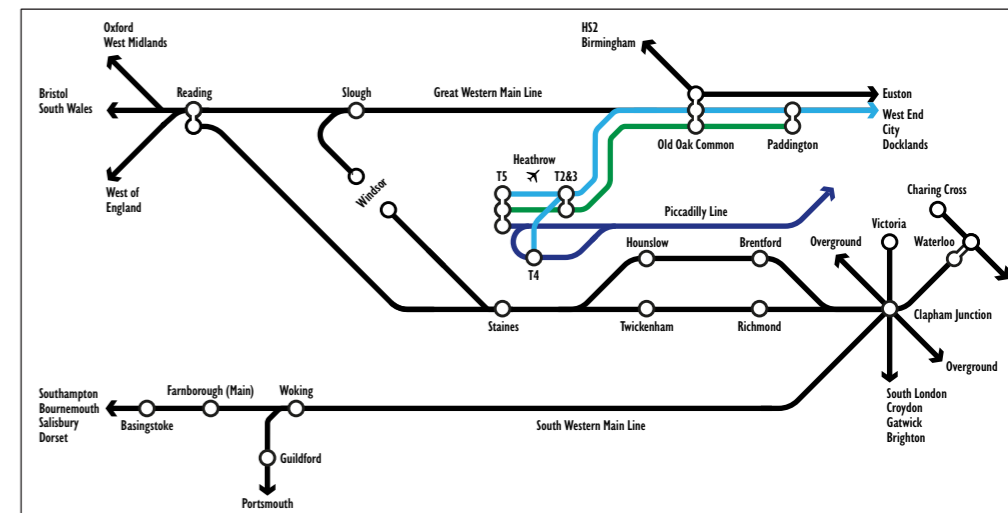 Oxford
West Midlands
HS2
Birmingham
Bristol
South Wales
Reading
Slough
Great Western Main Line
Euston
West End
City
Docklands
Old Oak Common
Paddington
Heathrow
T5
T2&3
Windsor
West of
England
Piccadilly Line
Charing Cross
Victoria
Waterloo
Overground
Hounslow
Brentford
T4
Staines
Twickenham
Richmond
Clapham Junction
Overground
Southampton
Bournemouth
Salisbury
Dorset
Farnborough (Main)
Woking
Basingstoke
South Western Main Line
South London
Croydon
Gatwick
Brighton
Guildford
Portsmouth